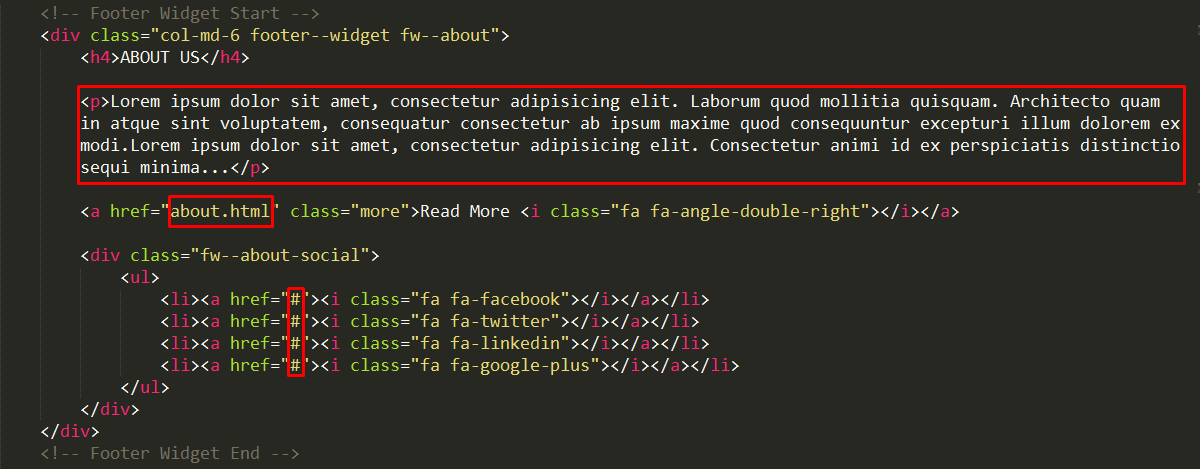 <!-- Footer Widget Start -->
<div class="col-md-6 footer--widget fw--about">
<h4>ABOUT US</h4>
<p>Lorem ipsum dolor sit amet, consectetur adipisicing elit. Laborum quod mollitia quisquam. Architecto quam
in atque sint voluptatem, consequatur consectetur ab ipsum maxime quod consequuntur excepturi illum dolorem ex
modi.Lorem ipsum dolor sit amet, consectetur adipisicing elit. Consectetur animi id ex perspiciatis distinctio
sequi minima...</p>
<a href="about.html" class="more">Read More <i class="fa fa-angle-double-right"></i></a>
<div class="fw--about-social">
<ul>
<li><a href="#"><i class="fa fa-facebook"></i></a></li>
<li><a href="#"><i class="fa fa-twitter"></i></a></li>
<li><a href="#"><i class="fa fa-linkedin"></i></a></li>
<li><a href="#"><i class="fa fa-google-plus"></i></a></li>
</ul>
</div>
</div>
<!-- Footer Widget End -->